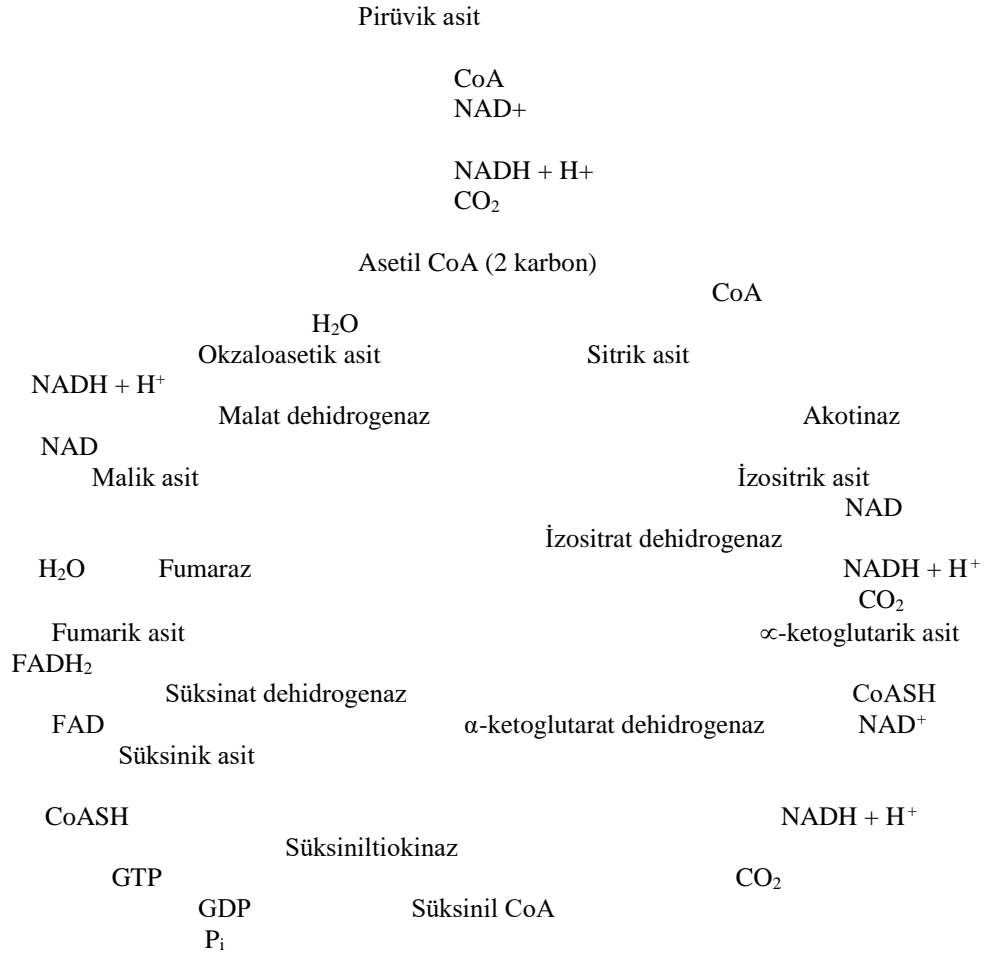 Pirüvik asit
CoA
NAD+
NADH + H+
CO₂
Asetil CoA (2 karbon)
CoA
H₂O
Okzaloasetik asit Sitrik asit
NADH + H⁺
Malat dehidrogenaz Akotinaz
NAD
Malik asit İzositrik asit
NAD
İzositrat dehidrogenaz
H₂O Fumaraz NADH + H⁺
CO₂
Fumarik asit ∝-ketoglutarik asit
FADH₂
Süksinat dehidrogenaz CoASH
FAD α-ketoglutarat dehidrogenaz NAD⁺
Süksinik asit
CoASH NADH + H⁺
Süksiniltiokinaz
GTP CO₂
GDP Süksinil CoA
Pᵢ